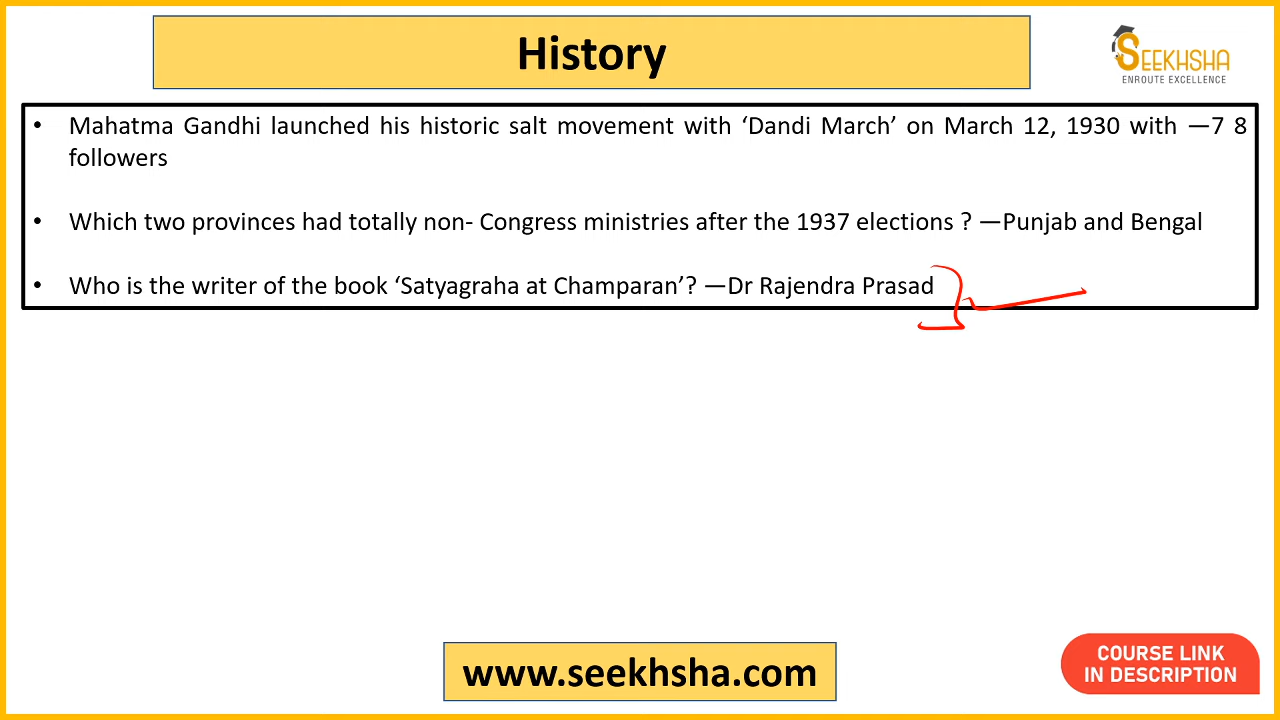 History
SEEKHSHA
ENROUTE EXCELLENCE
• Mahatma Gandhi launched his historic salt movement with ‘Dandi March’ on March 12, 1930 with —7 8
followers
• Which two provinces had totally non- Congress ministries after the 1937 elections ? —Punjab and Bengal
• Who is the writer of the book ‘Satyagraha at Champaran’? —Dr Rajendra Prasad
www.seekhsha.com
COURSE LINK
IN DESCRIPTION